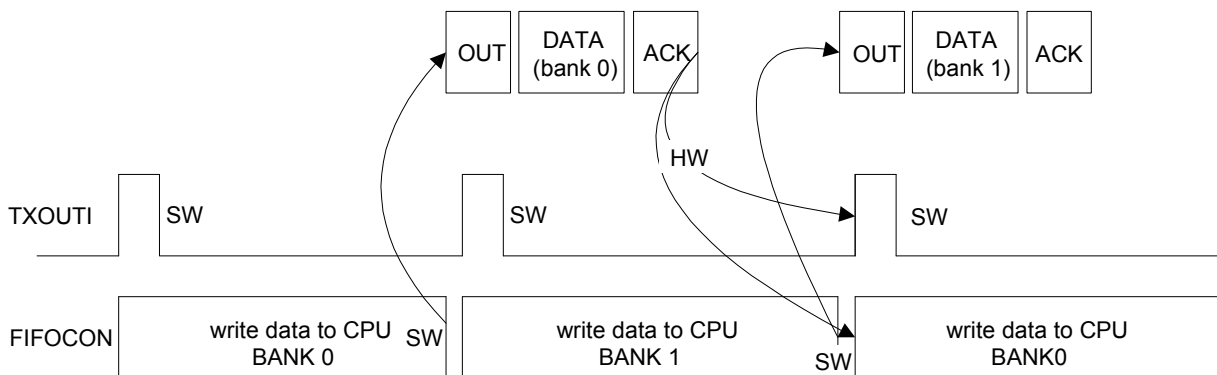 OUT
DATA
(bank 0)
ACK
OUT
DATA
(bank 1)
ACK
HW
TXOUTI
SW
SW
SW
FIFOCON
write data to CPU
BANK 0
SW
write data to CPU
BANK 1
SW
write data to CPU
BANK0